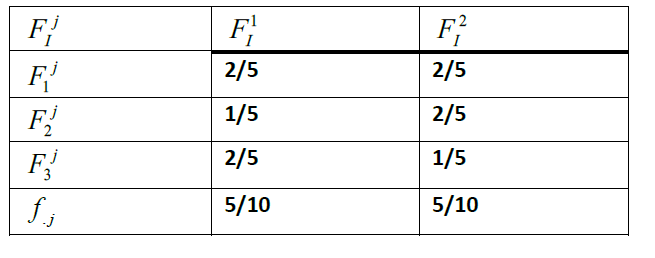 F_I^j F_I^1 F_I^2
F_1^j 2/5 2/5
F_2^j 1/5 2/5
F_3^j 2/5 1/5
f_{.j} 5/10 5/10